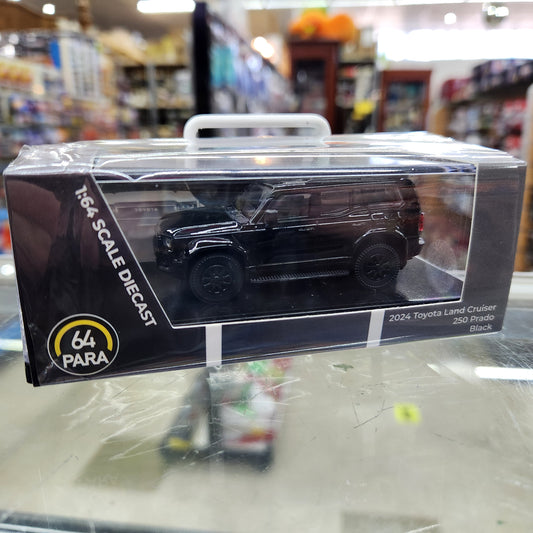 1:64 SCALE DIECAST
64
PARA
2024 Toyota Land Cruiser
250 Prado
Black